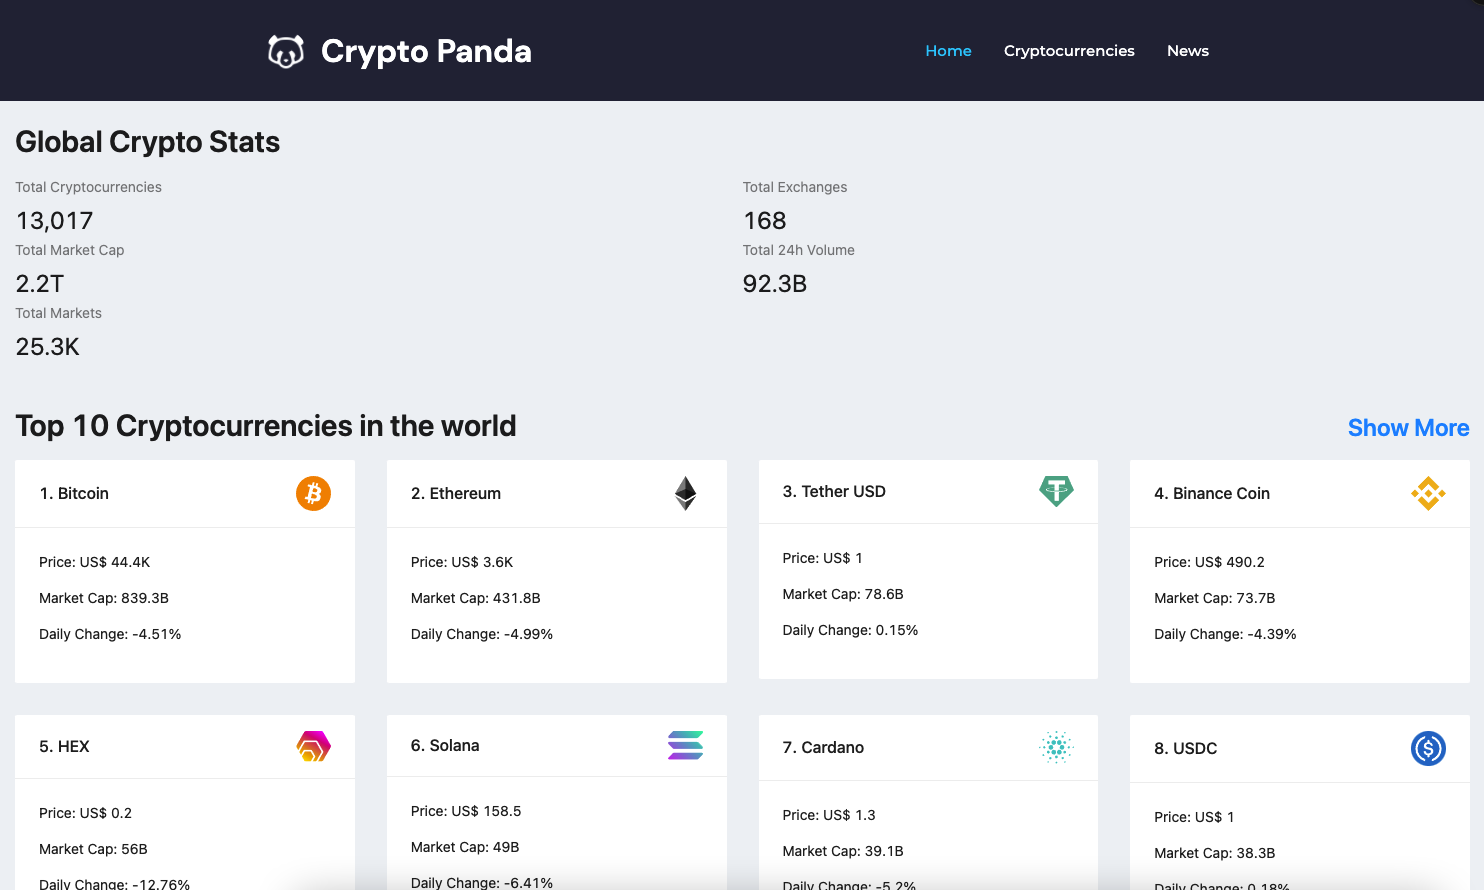 Crypto Panda
Home
Cryptocurrencies
News
Global Crypto Stats
Total Cryptocurrencies
13,017
Total Exchanges
168
Total Market Cap
2.2T
Total 24h Volume
92.3B
Total Markets
25.3K
Top 10 Cryptocurrencies in the world
Show More
1. Bitcoin
Price: US$ 44.4K
Market Cap: 839.3B
Daily Change: -4.51%
2. Ethereum
Price: US$ 3.6K
Market Cap: 431.8B
Daily Change: -4.99%
3. Tether USD
Price: US$ 1
Market Cap: 78.6B
Daily Change: 0.15%
4. Binance Coin
Price: US$ 490.2
Market Cap: 73.7B
Daily Change: -4.39%
5. HEX
Price: US$ 0.2
Market Cap: 56B
Daily Change: -12.76%
6. Solana
Price: US$ 158.5
Market Cap: 49B
Daily Change: -6.41%
7. Cardano
Price: US$ 1.3
Market Cap: 39.1B
Daily Change: -5.2%
8. USDC
Price: US$ 1
Market Cap: 38.3B
Daily Change: 0.18%